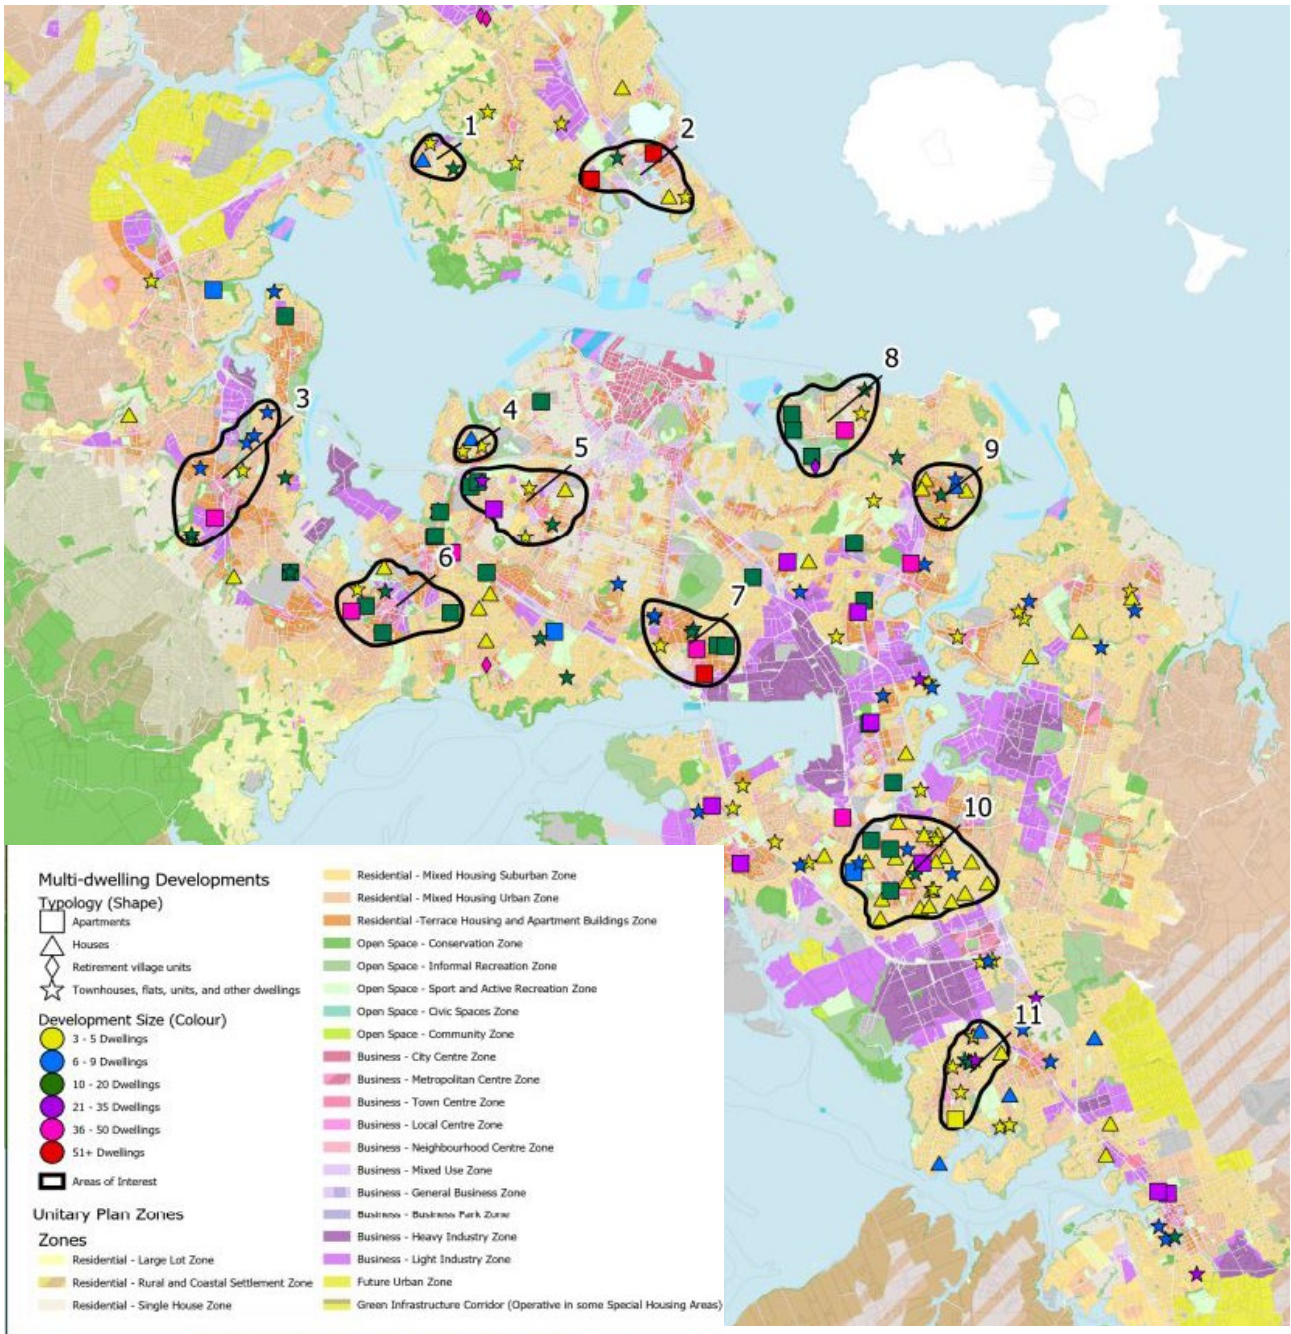 1
2
3
4
5
6
7
8
9
10
11
Multi-dwelling Developments
Typology (Shape)
Apartments
Houses
Retirement village units
Townhouses, flats, units, and other dwellings
Development Size (Colour)
3 - 5 Dwellings
6 - 9 Dwellings
10 - 20 Dwellings
21 - 35 Dwellings
36 - 50 Dwellings
51+ Dwellings
Areas of Interest
Unitary Plan Zones
Zones
Residential - Large Lot Zone
Residential - Rural and Coastal Settlement Zone
Residential - Single House Zone
Residential - Mixed Housing Suburban Zone
Residential - Mixed Housing Urban Zone
Residential -Terrace Housing and Apartment Buildings Zone
Open Space - Conservation Zone
Open Space - Informal Recreation Zone
Open Space - Sport and Active Recreation Zone
Open Space - Civic Spaces Zone
Open Space - Community Zone
Business - City Centre Zone
Business - Metropolitan Centre Zone
Business - Town Centre Zone
Business - Local Centre Zone
Business - Neighbourhood Centre Zone
Business - Mixed Use Zone
Business - General Business Zone
Business - Business Park Zone
Business - Heavy Industry Zone
Business - Light Industry Zone
Future Urban Zone
Green Infrastructure Corridor (Operative in some Special Housing Areas)